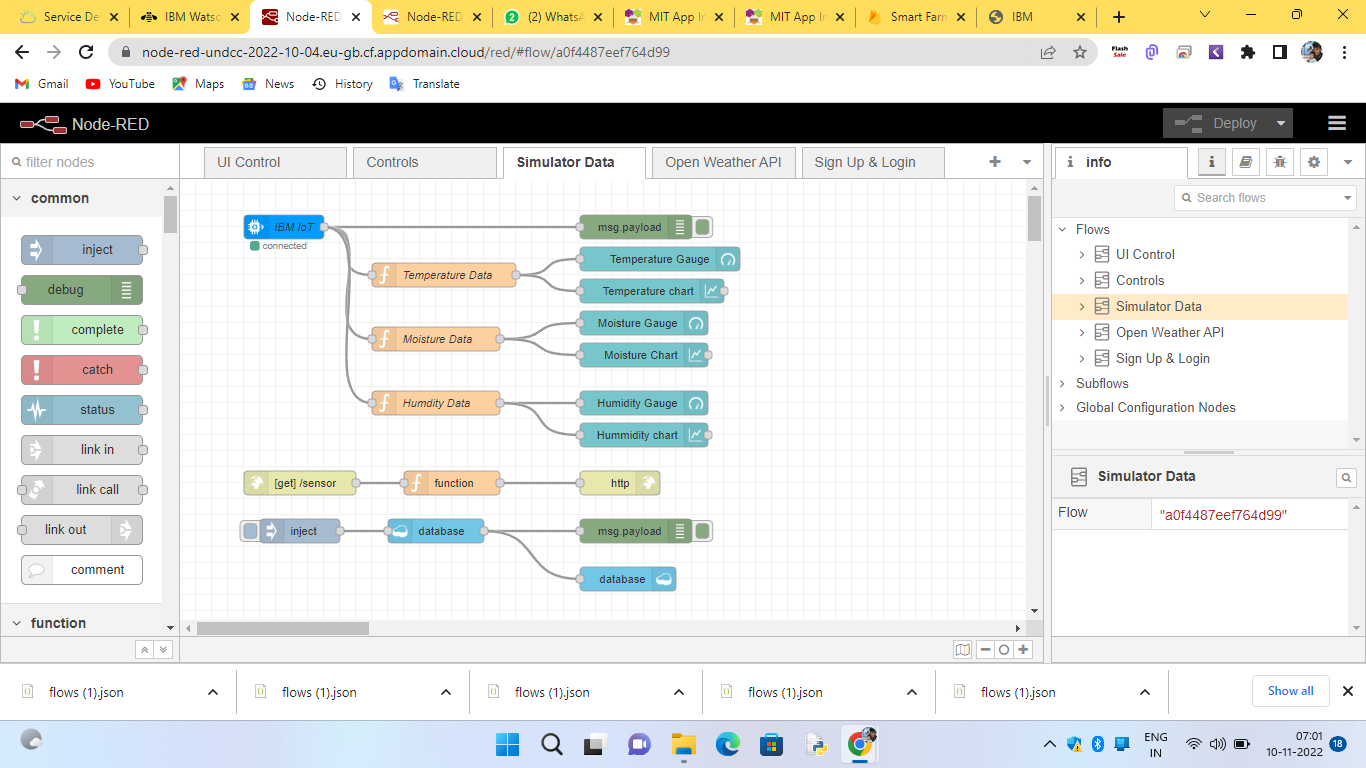 Service De
IBM Watso
Node-RED
Node-RED
(2) WhatsA
MIT App In
MIT App In
Smart Farm
IBM
node-red-undcc-2022-10-04.eu-gb.cf.appdomain.cloud/red/#flow/a0f4487eef764d99
Flash
Sale
Gmail
YouTube
Maps
News
History
Translate
Node-RED
Deploy
filter nodes
UI Control
Controls
Simulator Data
Open Weather API
Sign Up & Login
info
Search flows
common
inject
debug
complete
catch
status
link in
link call
link out
comment
function
IBM IoT
connected
msg.payload
Temperature Data
Temperature Gauge
Temperature chart
Moisture Data
Moisture Gauge
Moisture Chart
Humdity Data
Humidity Gauge
Hummidity chart
[get] /sensor
function
http
inject
database
msg.payload
database
Flows
UI Control
Controls
Simulator Data
Open Weather API
Sign Up & Login
Subflows
Global Configuration Nodes
Simulator Data
Flow
"a0f4487eef764d99"
flows (1).json
flows (1).json
flows (1).json
flows (1).json
flows (1).json
Show all
ENG
IN
07:01
10-11-2022
18